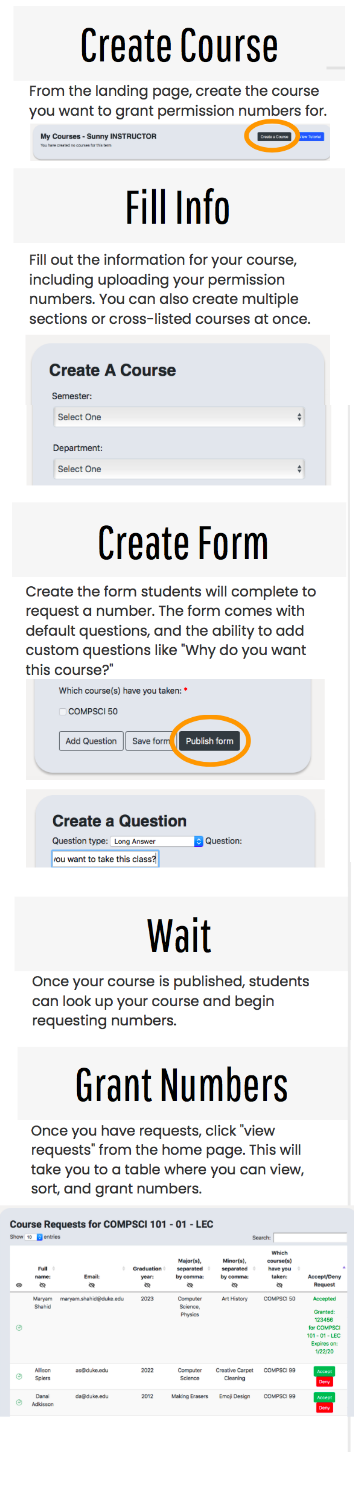 Create Course
From the landing page, create the course
you want to grant permission numbers for.
My Courses - Sunny INSTRUCTOR
Create a Course
You have created no courses for this term
Fill Info
Fill out the information for your course,
including uploading your permission
numbers. You can also create multiple
sections or cross-listed courses at once.
Create A Course
Semester:
Select One
Department:
Select One
Create Form
Create the form students will complete to
request a number. The form comes with
default questions, and the ability to add
custom questions like "Why do you want
this course?"
Which course(s) have you taken: *
COMPSCI 50
Add Question Save form Publish form
Create a Question
Question type: Long Answer Question:
you want to take this class?
Wait
Once your course is published, students
can look up your course and begin
requesting numbers.
Grant Numbers
Once you have requests, click "view
requests" from the home page. This will
take you to a table where you can view,
sort, and grant numbers.
Course Requests for COMPSCI 101 - 01 - LEC
Show 10 entries Search:
Full name: Email: Graduation year: Major(s), separated by comma: Minor(s), separated by comma: Which course(s) have you taken: Accept/Deny Request
Maryam Shahid maryam.shahid@duke.edu 2023 Computer Science, Physics Art History COMPSCI 50 Accepted
Granted:
123456
for COMPSCI
101 - 01 - LEC
Expires on:
1/22/20
Allison Spiers as@duke.edu 2022 Computer Science Creative Carpet Cleaning COMPSCI 99 Accept
Deny
Danai Adkisson da@duke.edu 2012 Making Erasers Emoji Design COMPSCI 99 Accept
Deny